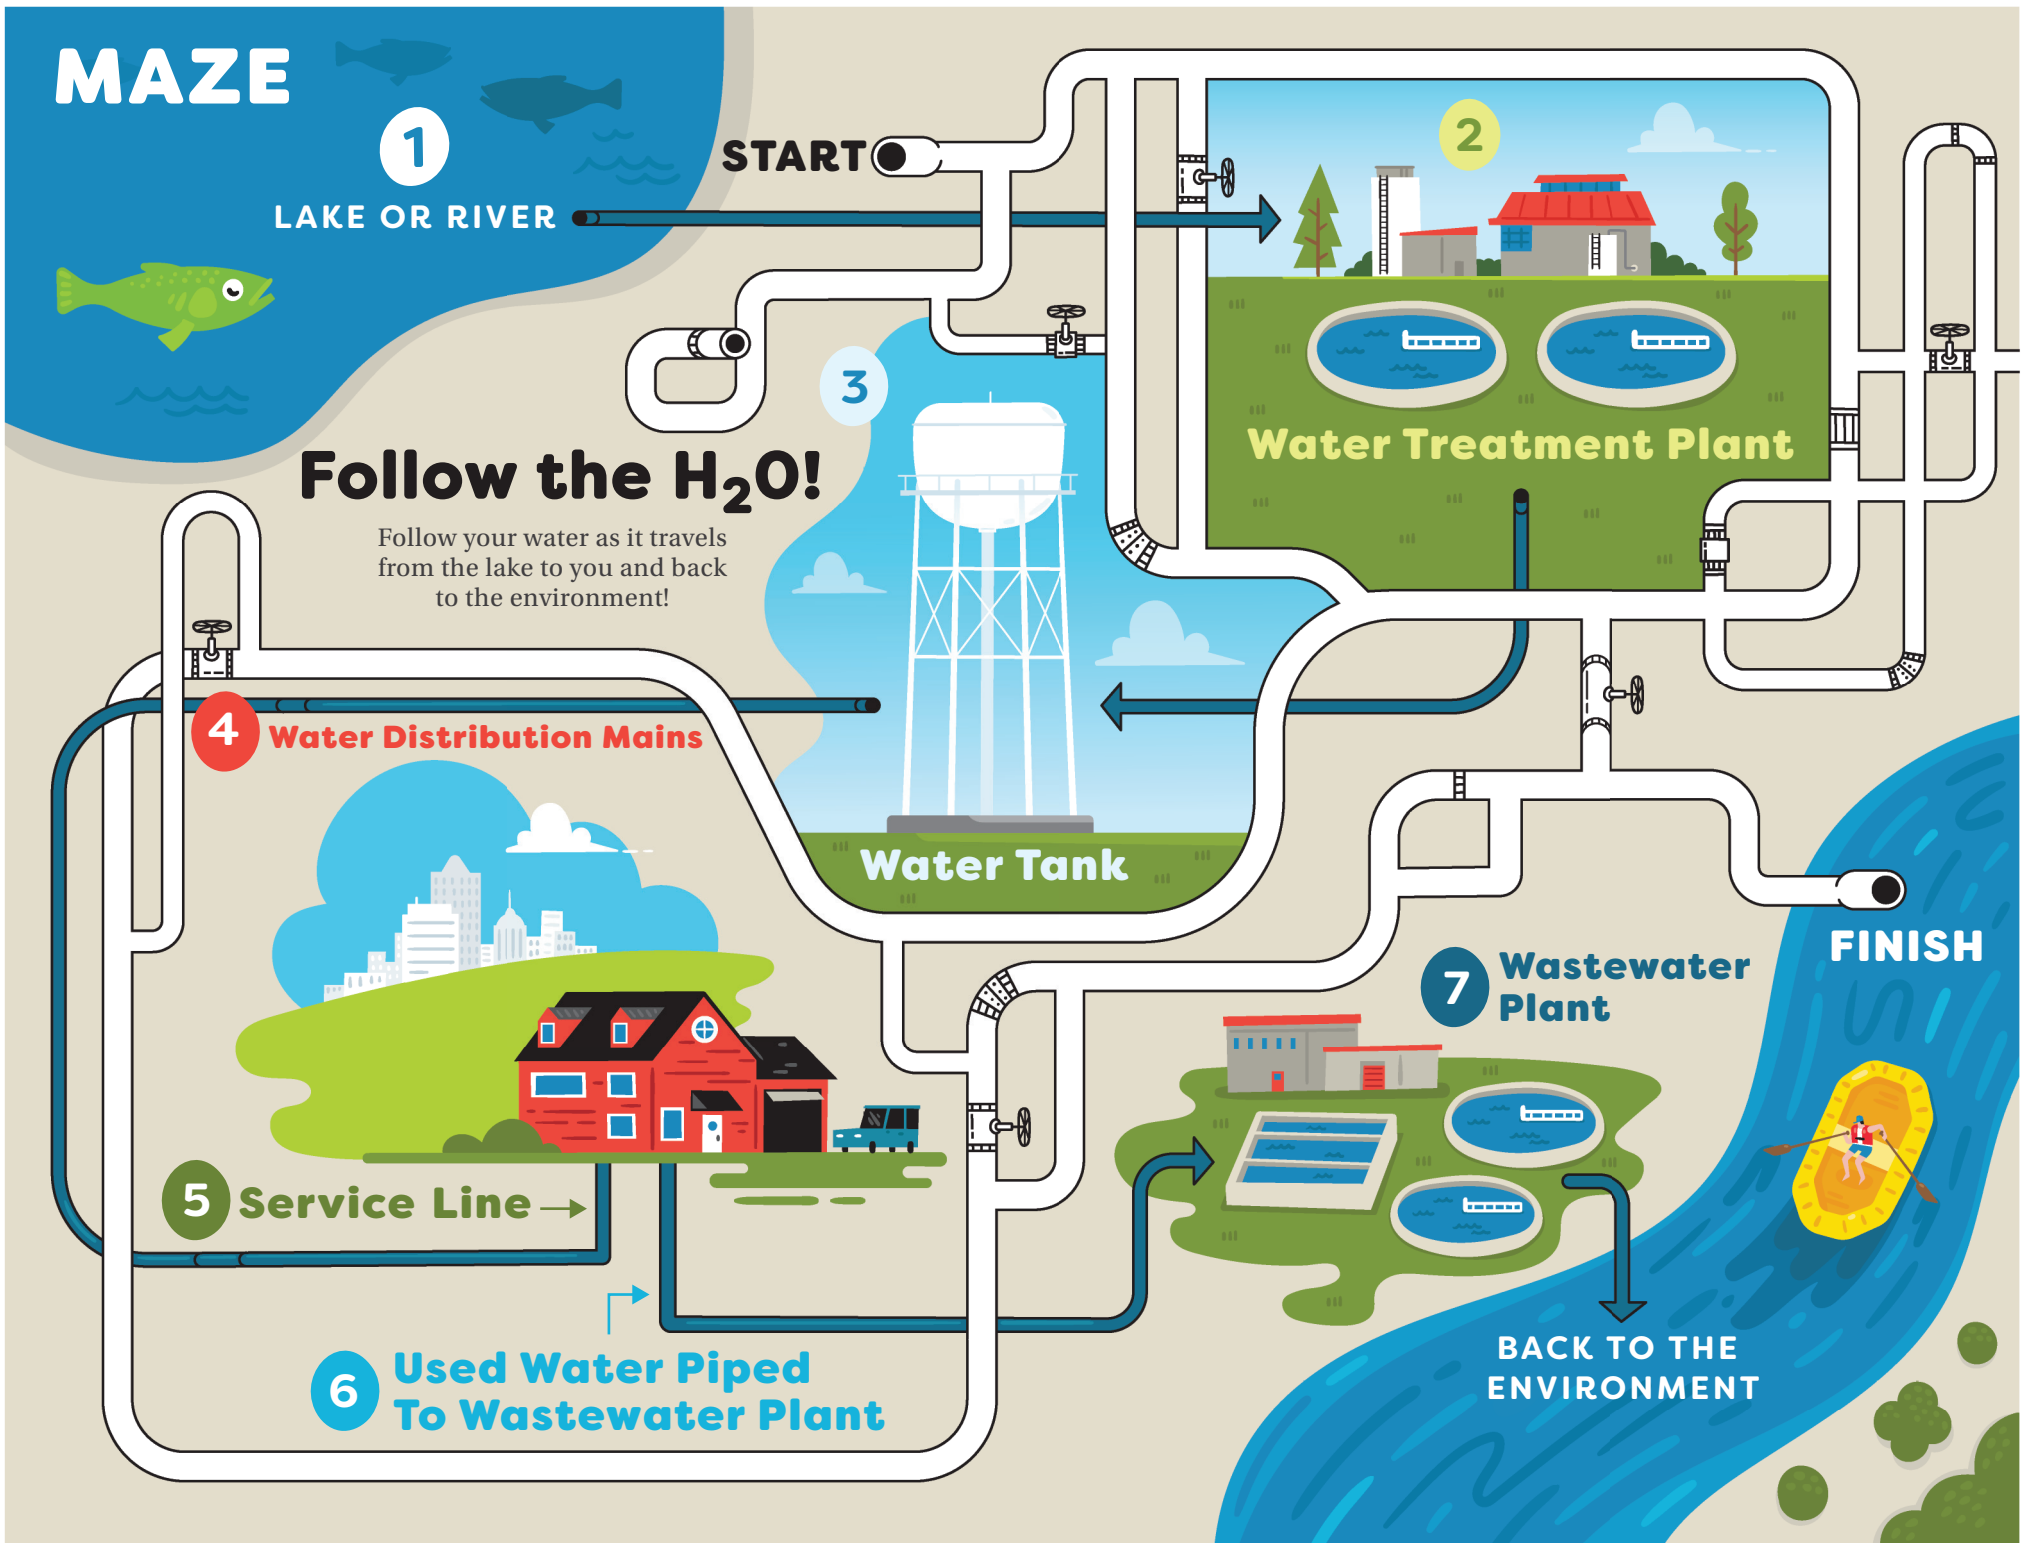 MAZE
1
LAKE OR RIVER
START
2
Water Treatment Plant
3
Follow the H₂O!
Follow your water as it travels
from the lake to you and back
to the environment!
4
Water Distribution Mains
Water Tank
FINISH
7
Wastewater
Plant
5
Service Line
6
Used Water Piped
To Wastewater Plant
BACK TO THE
ENVIRONMENT